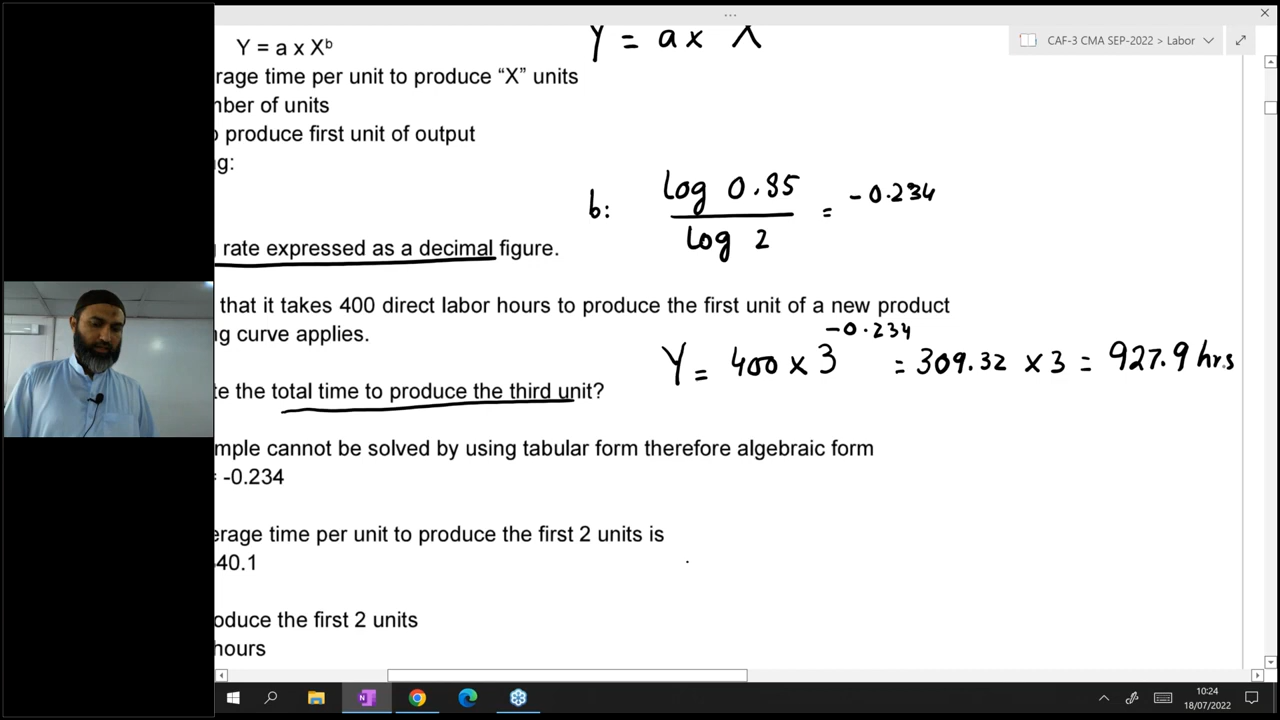 CAF-3 CMA SEP-2022 > Labor
Y = a x X
Y = a x Xᵇ
rage time per unit to produce “X” units
nber of units
o produce first unit of output
ng:
b: log 0.85 / log 2 = -0.234
g rate expressed as a decimal figure.
that it takes 400 direct labor hours to produce the first unit of a new product
ng curve applies.
Y = 400 x 3^-0.234 = 309.32 x 3 = 927.9 hrs
te the total time to produce the third unit?
mple cannot be solved by using tabular form therefore algebraic form
= -0.234
erage time per unit to produce the first 2 units is
40.1
oduce the first 2 units
hours
10:24
18/07/2022